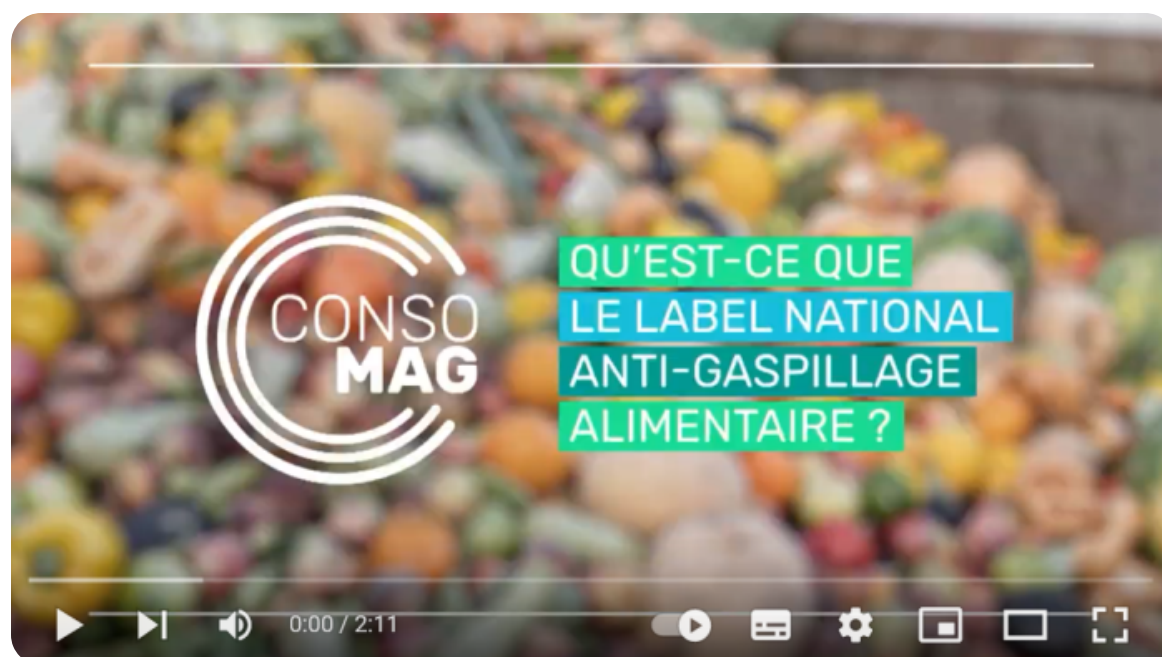 CONSO
MAG
QU'EST-CE QUE
LE LABEL NATIONAL
ANTI-GASPILLAGE
ALIMENTAIRE ?
0:00 / 2:11